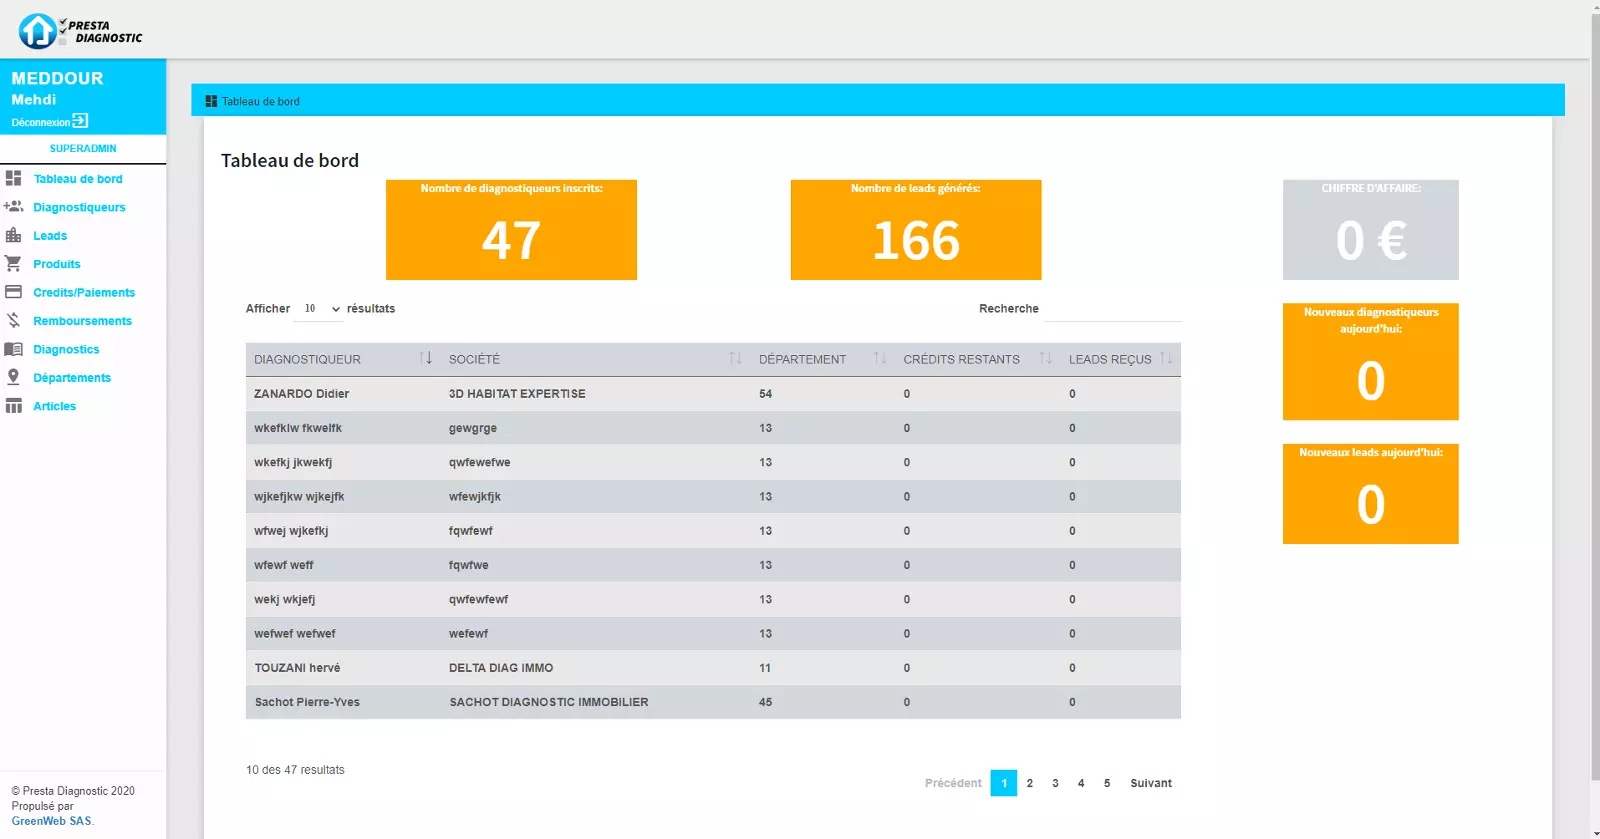 PRESTA
DIAGNOSTIC
MEDDOUR
Mehdi
Déconnexion
SUPERADMIN
Tableau de bord
Diagnostiqueurs
Leads
Produits
Credits/Paiements
Remboursements
Diagnostics
Départements
Articles
© Presta Diagnostic 2020
Propulsé par
GreenWeb SAS.
Tableau de bord
Tableau de bord
Nombre de diagnostiqueurs inscrits:
47
Nombre de leads générés:
166
CHIFFRE D'AFFAIRE:
0 €
Nouveaux diagnostiqueurs
aujourd'hui:
0
Nouveaux leads aujourd'hui:
0
Afficher 10 résultats
Recherche
DIAGNOSTIQUEUR SOCIÉTÉ DÉPARTEMENT CRÉDITS RESTANTS LEADS REÇUS
ZANARDO Didier 3D HABITAT EXPERTISE 54 0 0
wkefklw fkwelfk gewgrge 13 0 0
wkefkj jkwekfj qwfewefwe 13 0 0
wjkefjkw wjkejfk wfewjkfjk 13 0 0
wfwej wjkefkj fqwfewf 13 0 0
wfewf weff fqwfwe 13 0 0
wekj wkjefj qwfewfewf 13 0 0
wefwef wefwef wefewf 13 0 0
TOUZANI hervé DELTA DIAG IMMO 11 0 0
Sachot Pierre-Yves SACHOT DIAGNOSTIC IMMOBILIER 45 0 0
10 des 47 resultats
Précédent 1 2 3 4 5 Suivant